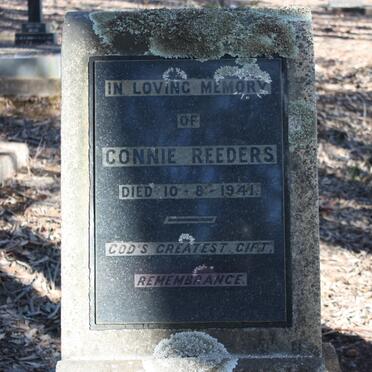 IN LOVING MEMORY
OF
CONNIE REEDERS
DIED 10-8-1941.
GOD'S GREATEST GIFT
REMEMBRANCE.